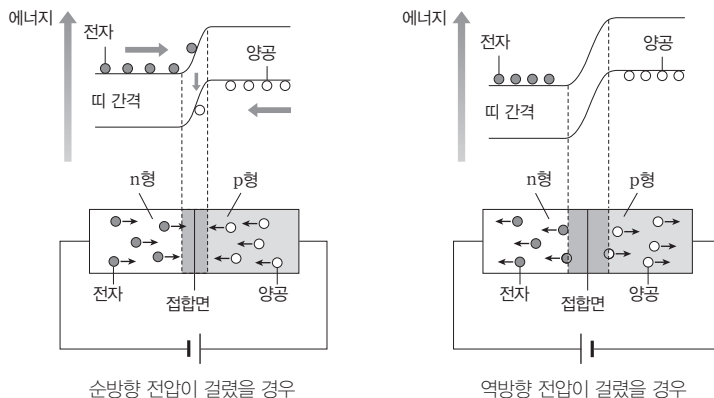 에너지
전자
양공
띠 간격
n형
p형
전자
접합면
양공
순방향 전압이 걸렸을 경우
에너지
전자
양공
띠 간격
n형
p형
전자
접합면
양공
역방향 전압이 걸렸을 경우